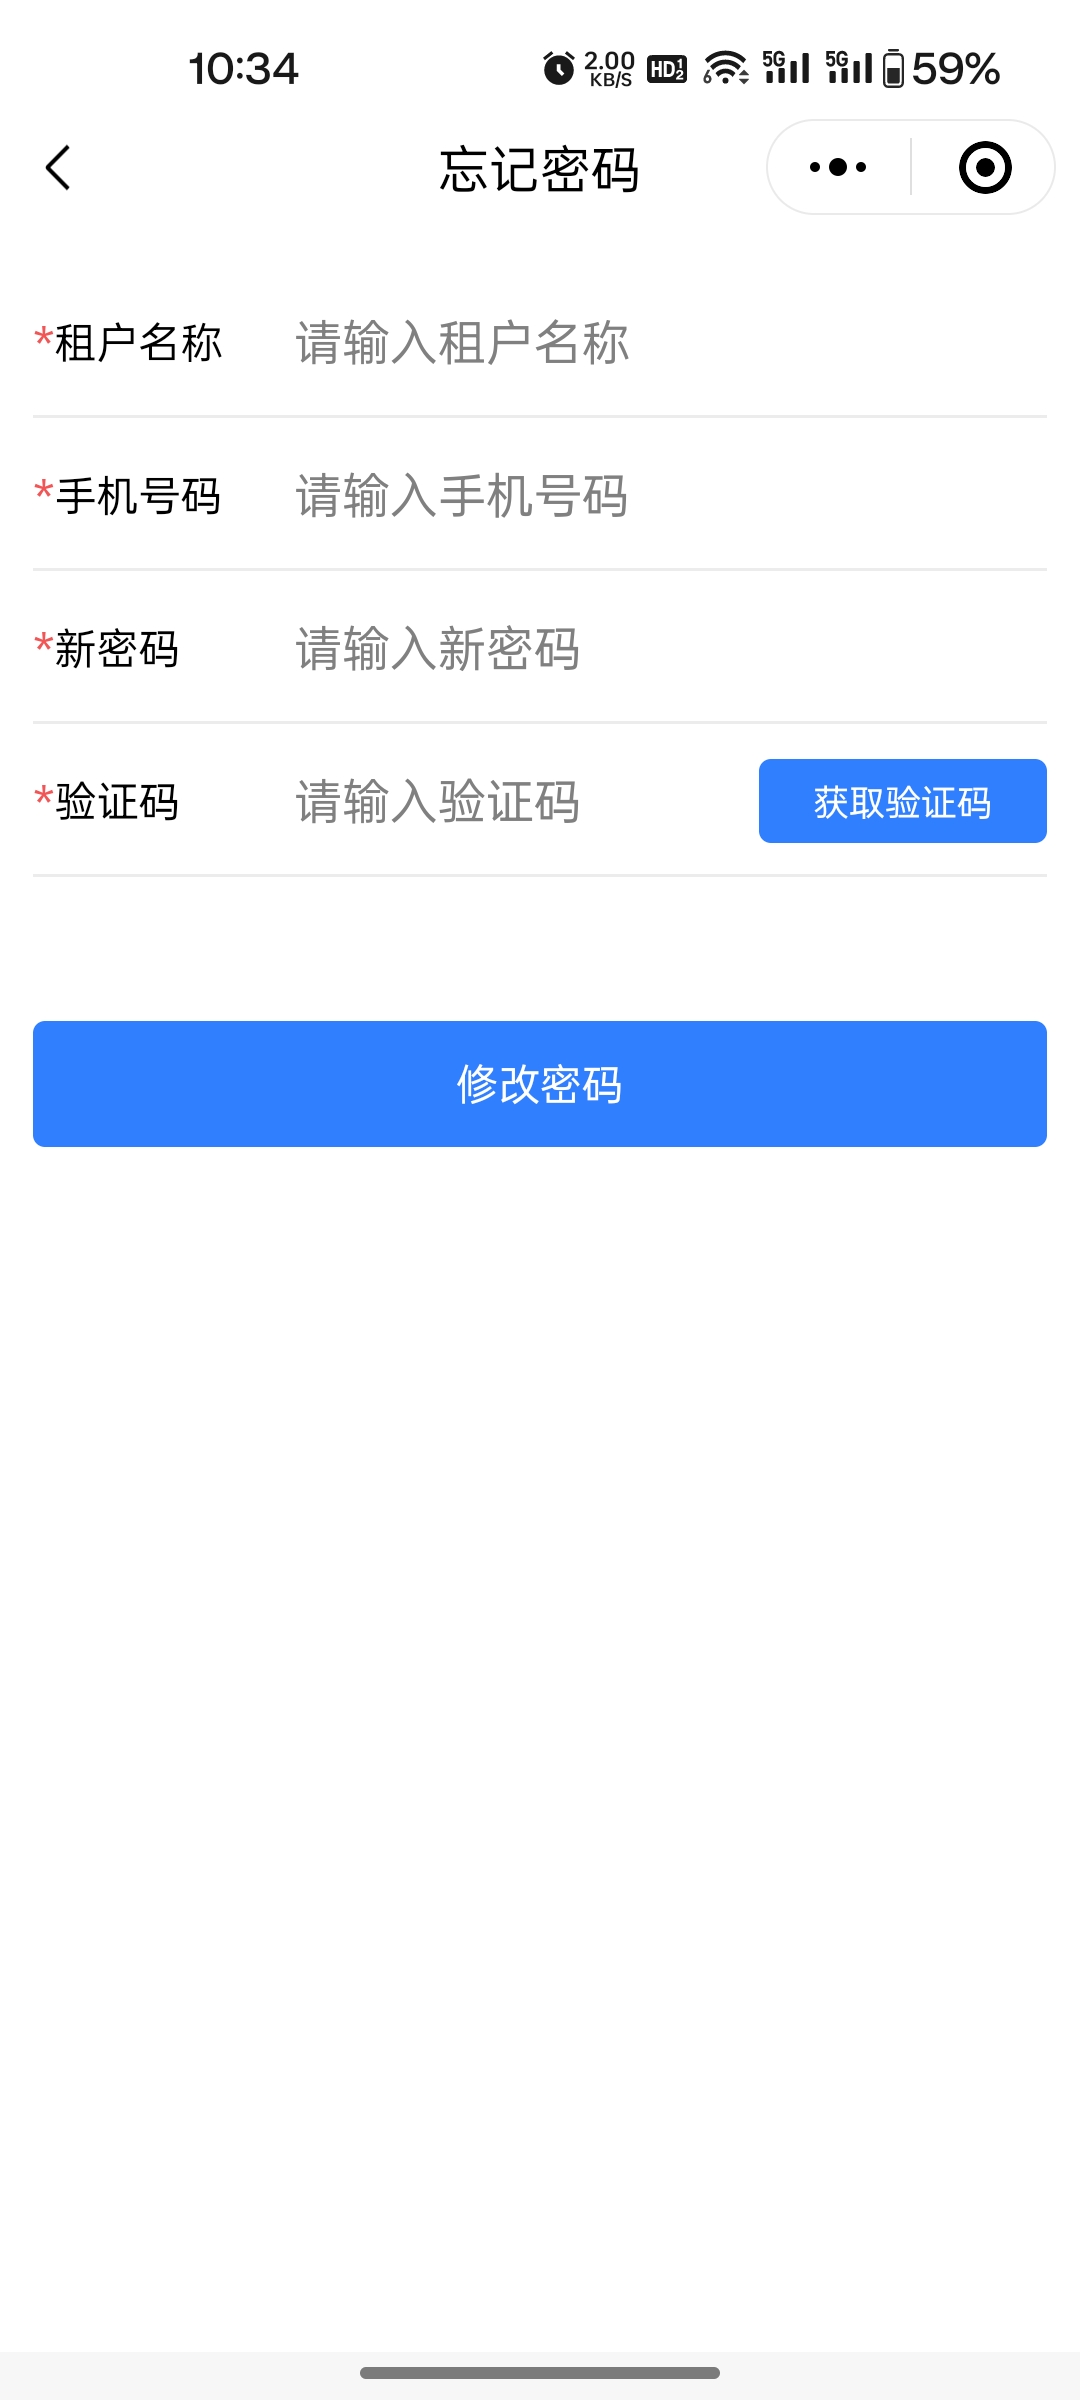 10:34 2.00 KB/S HD 1 2 6 5G 5G 59%
忘记密码
*租户名称 请输入租户名称
*手机号码 请输入手机号码
*新密码 请输入新密码
*验证码 请输入验证码 获取验证码
修改密码